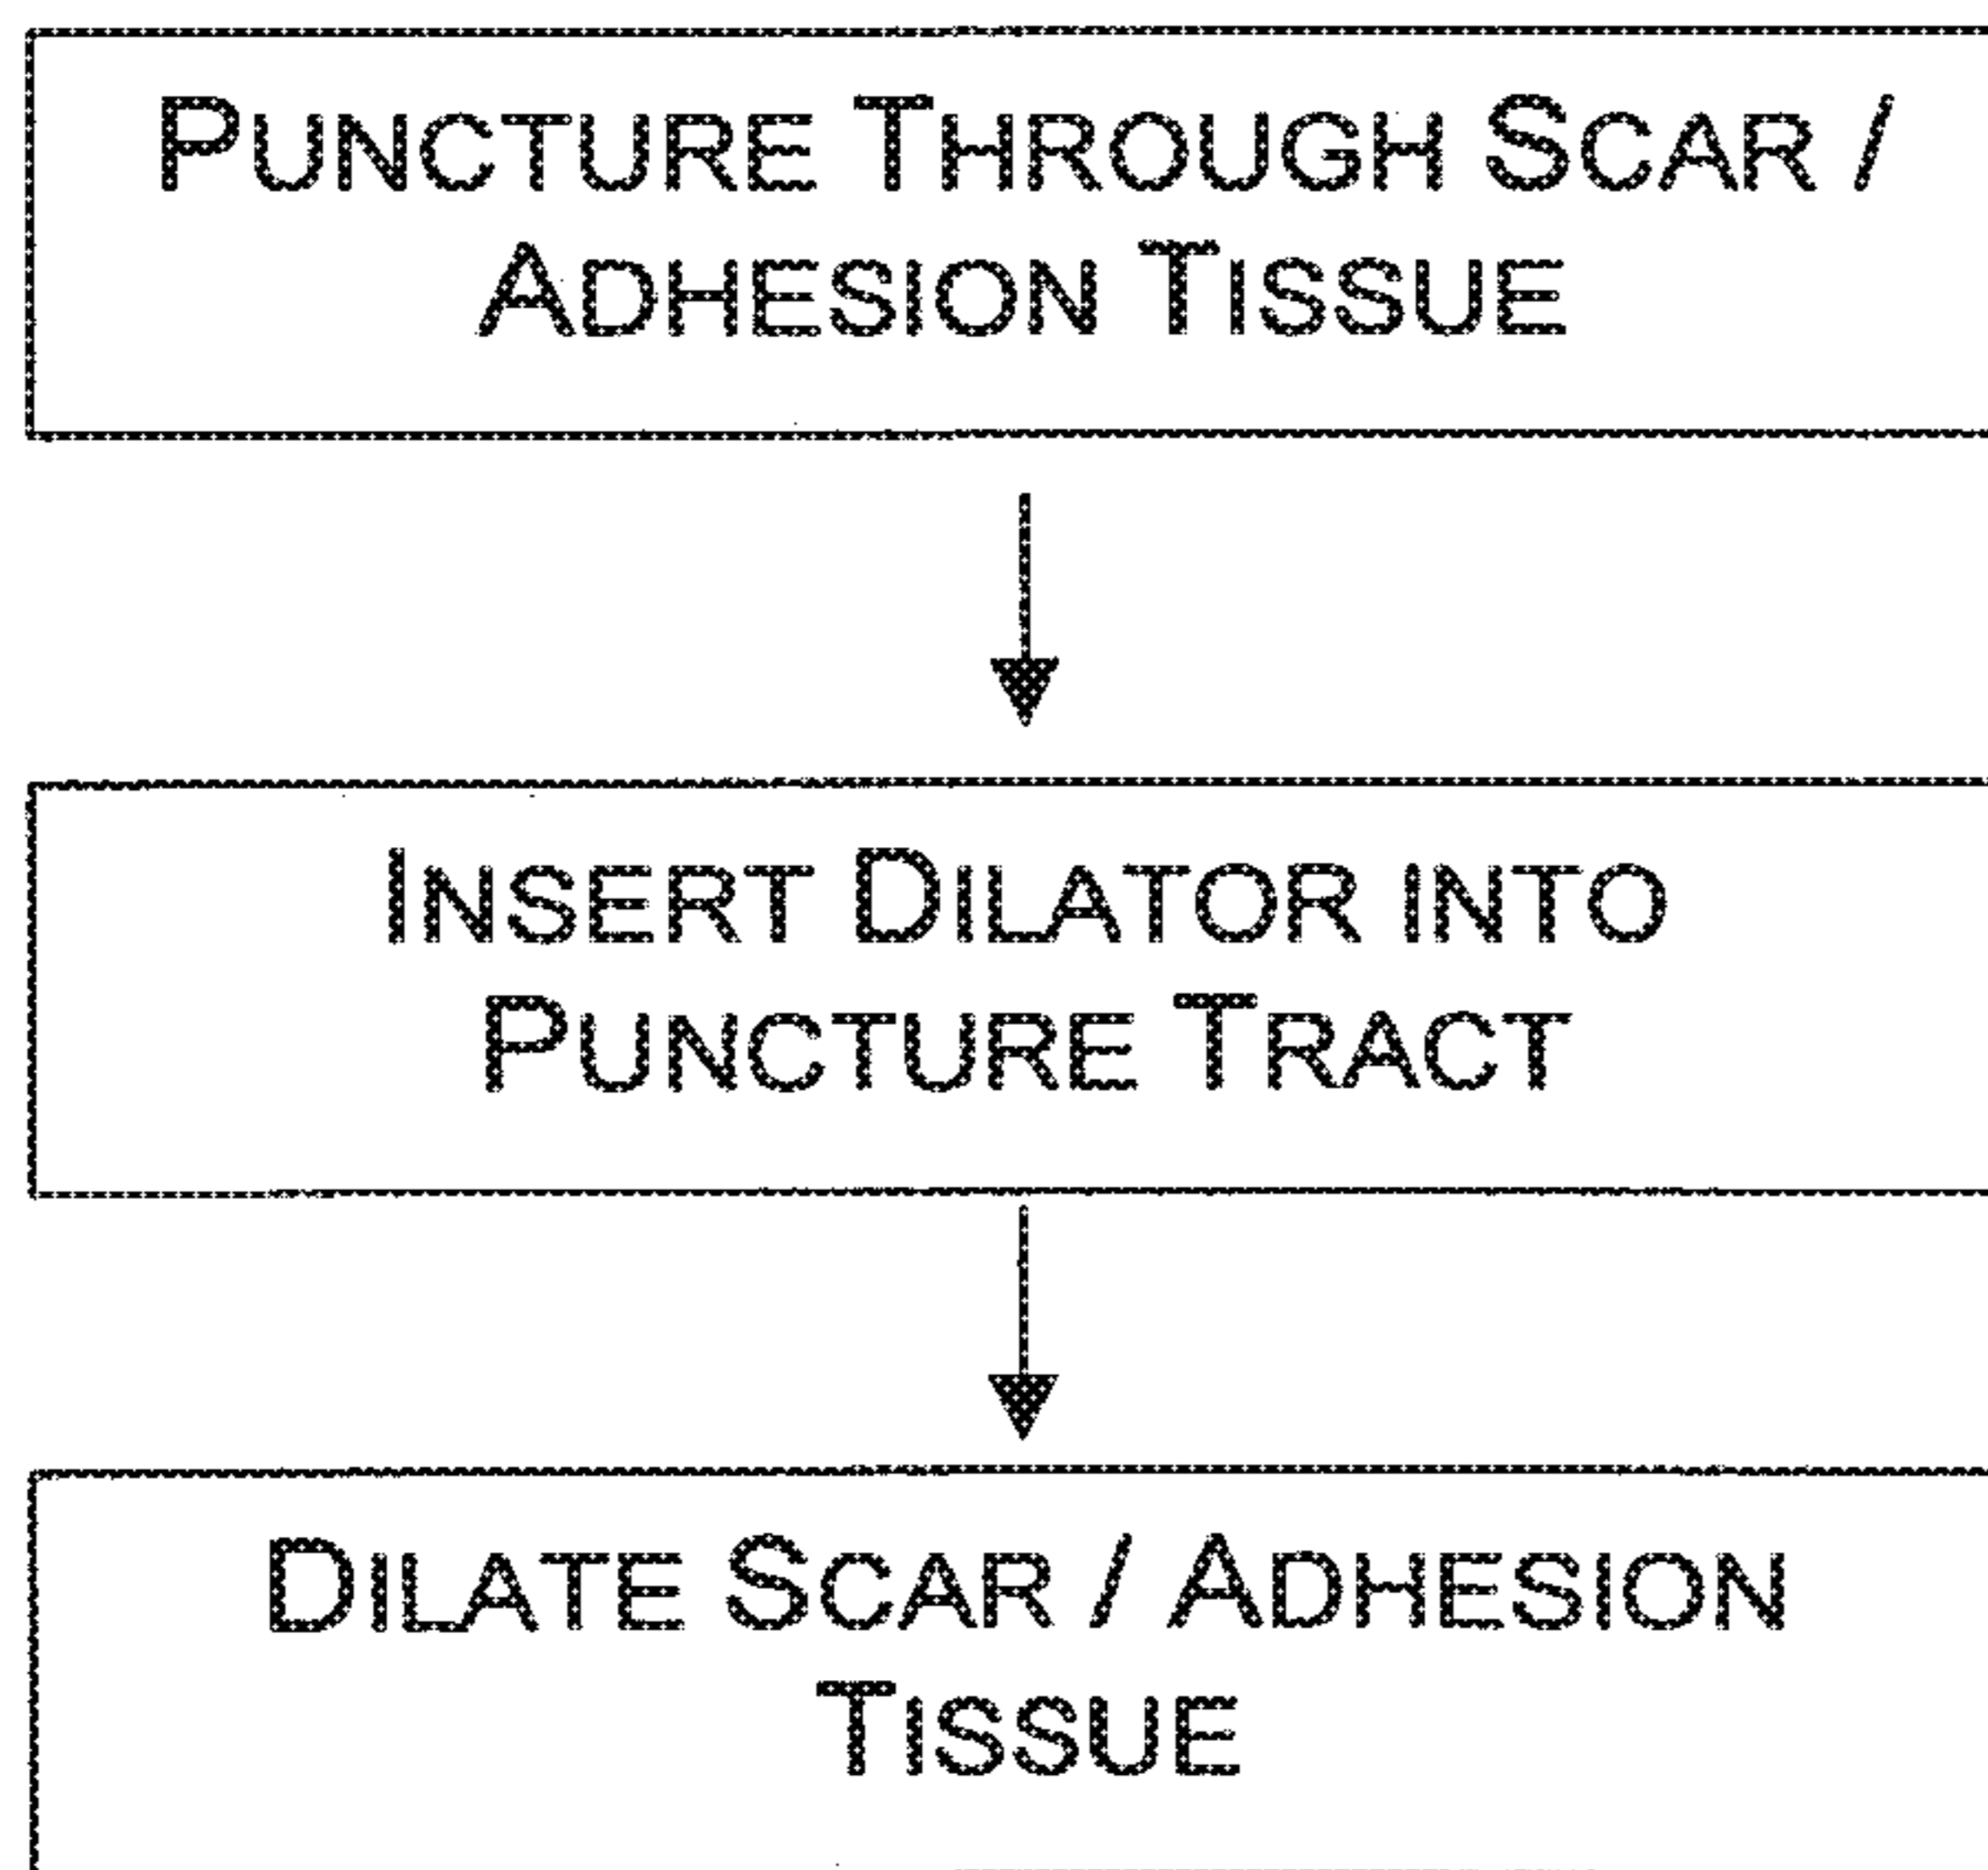 PUNCTURE THROUGH SCAR /
ADHESION TISSUE
INSERT DILATOR INTO
PUNCTURE TRACT
DILATE SCAR / ADHESION
TISSUE